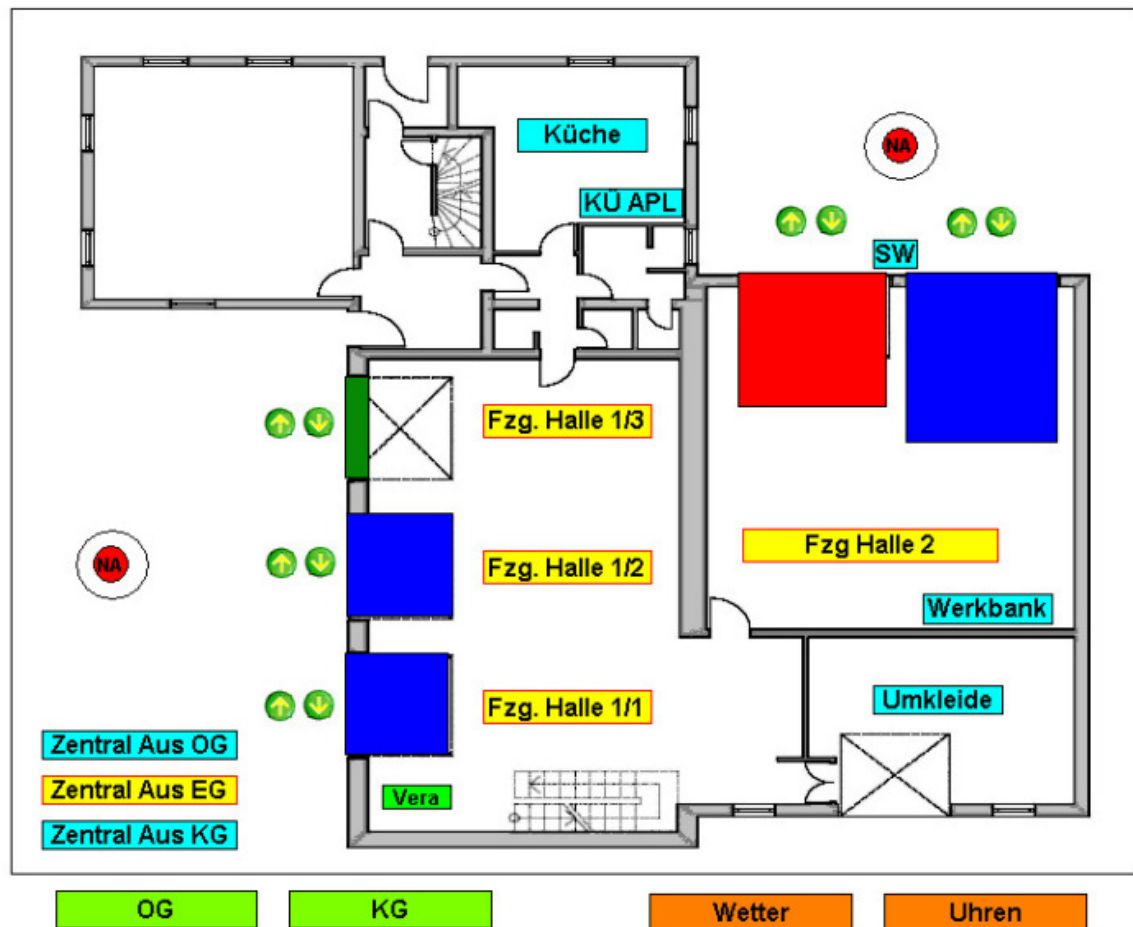 Küche
NA
KÜ APL
SW
Fzg. Halle 1/3
Fzg Halle 2
NA
Fzg. Halle 1/2
Werkbank
Umkleide
Fzg. Halle 1/1
Zentral Aus OG
Zentral Aus EG
Vera
Zentral Aus KG
OG
KG
Wetter
Uhren